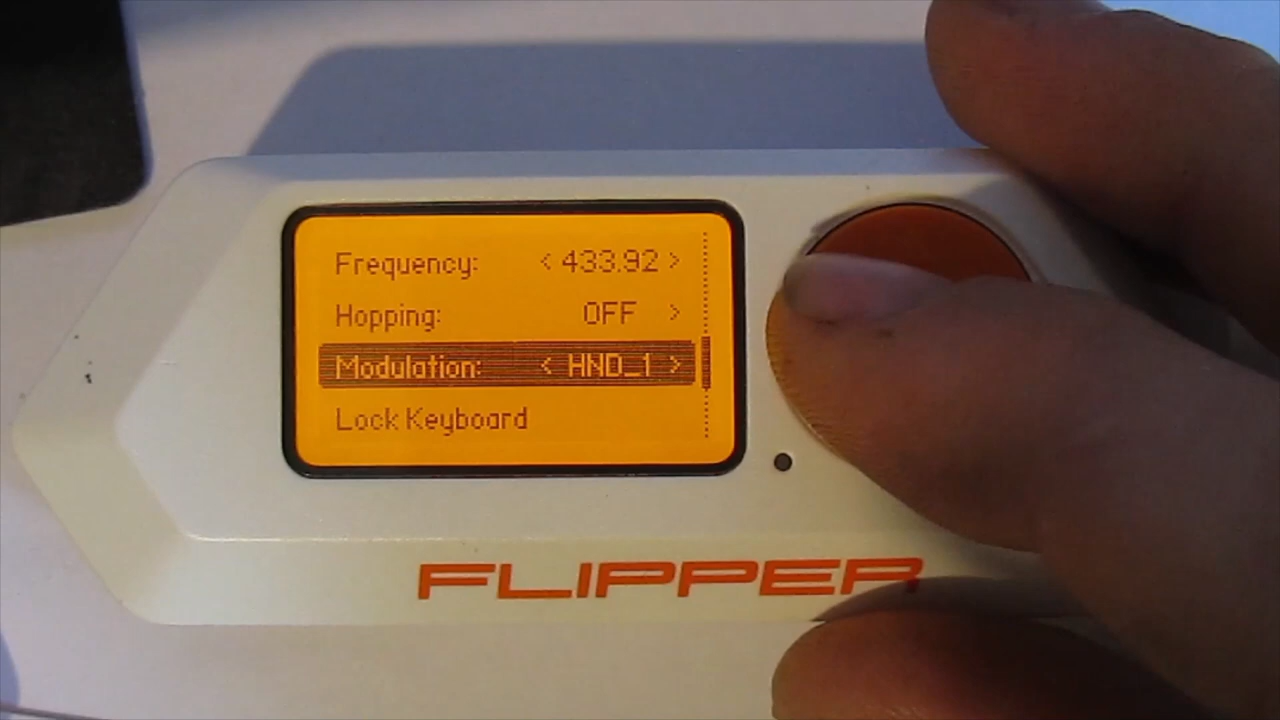 Frequency: < 433.92 >
Hopping: OFF >
Modulation: < HND_1 >
Lock Keyboard
FLIPPER